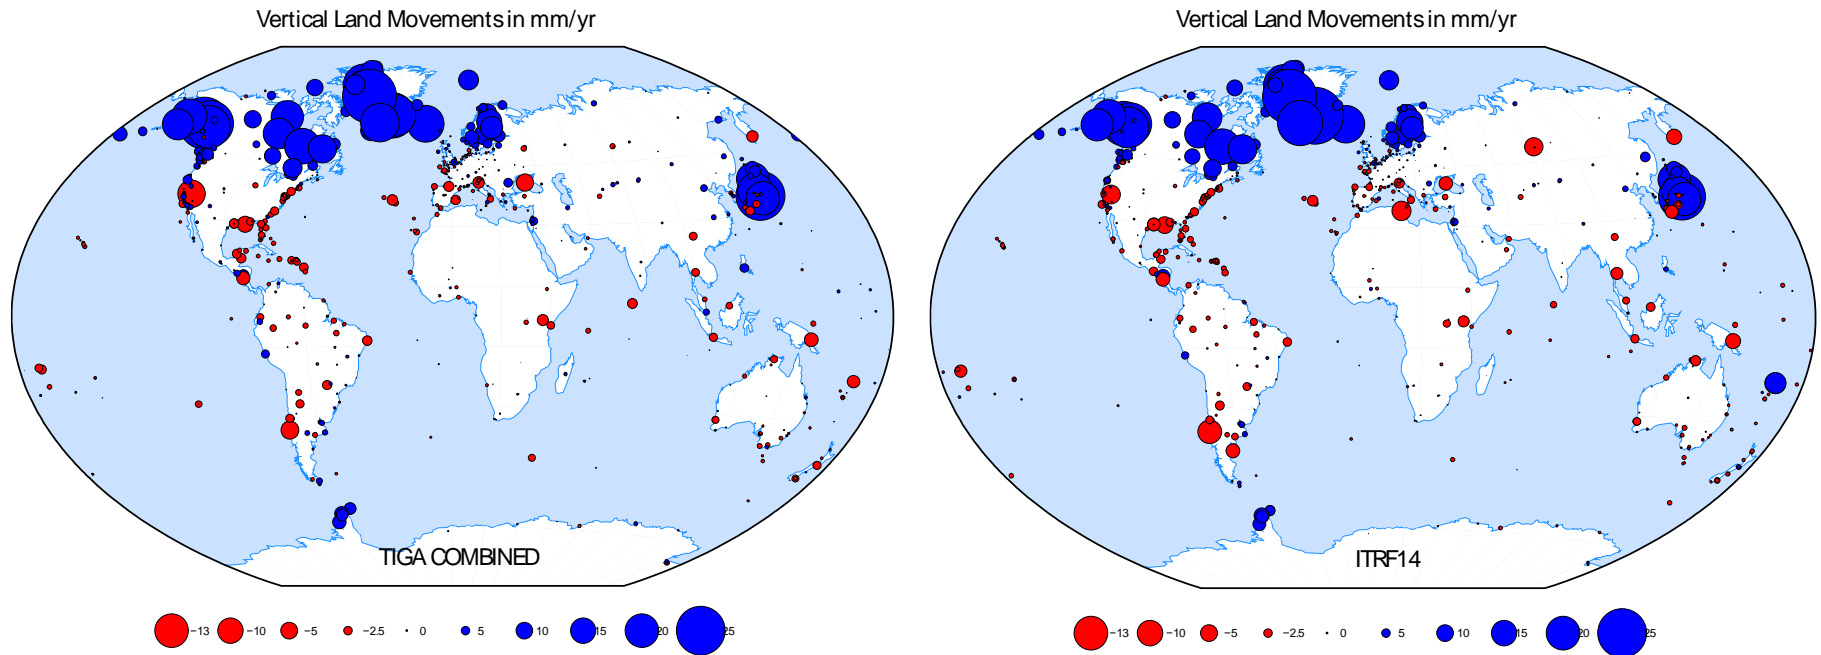 Vertical Land Movements in mm/yr
TIGA COMBINED
−13 −10 −5 −2.5 0 5 10 15 20 25
Vertical Land Movements in mm/yr
ITRF14
−13 −10 −5 −2.5 0 5 10 15 20 25